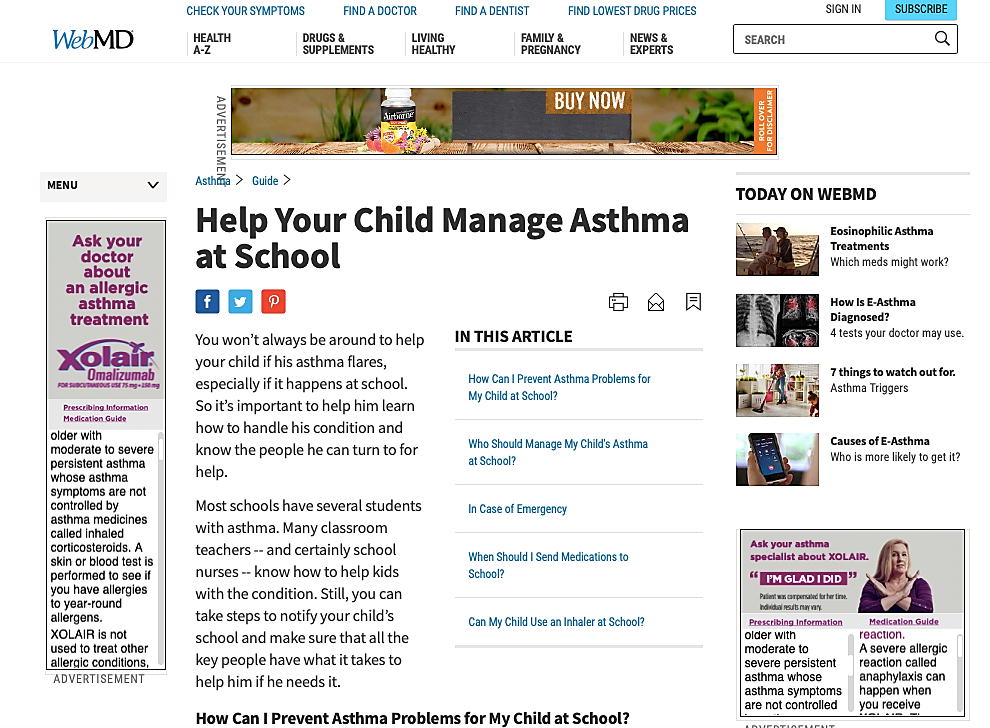 CHECK YOUR SYMPTOMS
FIND A DOCTOR
FIND A DENTIST
FIND LOWEST DRUG PRICES
SIGN IN
SUBSCRIBE
WebMD
HEALTH
A-Z
DRUGS &
SUPPLEMENTS
LIVING
HEALTHY
FAMILY &
PREGNANCY
NEWS &
EXPERTS
SEARCH
ADVERTISEMENT
Airborne
BUY NOW
ROLL OVER
FOR DISCLAIMER
MENU
Asthma > Guide >
Help Your Child Manage Asthma
at School
You won’t always be around to help
your child if his asthma flares,
especially if it happens at school.
So it’s important to help him learn
how to handle his condition and
know the people he can turn to for
help.
Most schools have several students
with asthma. Many classroom
teachers -- and certainly school
nurses -- know how to help kids
with the condition. Still, you can
take steps to notify your child’s
school and make sure that all the
key people have what it takes to
help him if he needs it.
How Can I Prevent Asthma Problems for My Child at School?
IN THIS ARTICLE
How Can I Prevent Asthma Problems for
My Child at School?
Who Should Manage My Child's Asthma
at School?
In Case of Emergency
When Should I Send Medications to
School?
Can My Child Use an Inhaler at School?
Ask your
doctor
about
an allergic
asthma
treatment
Xolair
Omalizumab
FOR SUBCUTANEOUS USE 75 mg • 150 mg
Prescribing Information
Medication Guide
older with
moderate to severe
persistent asthma
whose asthma
symptoms are not
controlled by
asthma medicines
called inhaled
corticosteroids. A
skin or blood test is
performed to see if
you have allergies
to year-round
allergens.
XOLAIR is not
used to treat other
allergic conditions,
ADVERTISEMENT
TODAY ON WEBMD
Eosinophilic Asthma
Treatments
Which meds might work?
How Is E-Asthma
Diagnosed?
4 tests your doctor may use.
7 things to watch out for.
Asthma Triggers
Causes of E-Asthma
Who is more likely to get it?
Ask your asthma
specialist about XOLAIR.
“ I'M GLAD I DID ”
Patient was compensated for her time.
Individual results may vary.
Prescribing Information
Medication Guide
older with
moderate to
severe persistent
asthma whose
asthma symptoms
are not controlled
reaction.
A severe allergic
reaction called
anaphylaxis can
happen when
you receive
ADVERTISEMENT